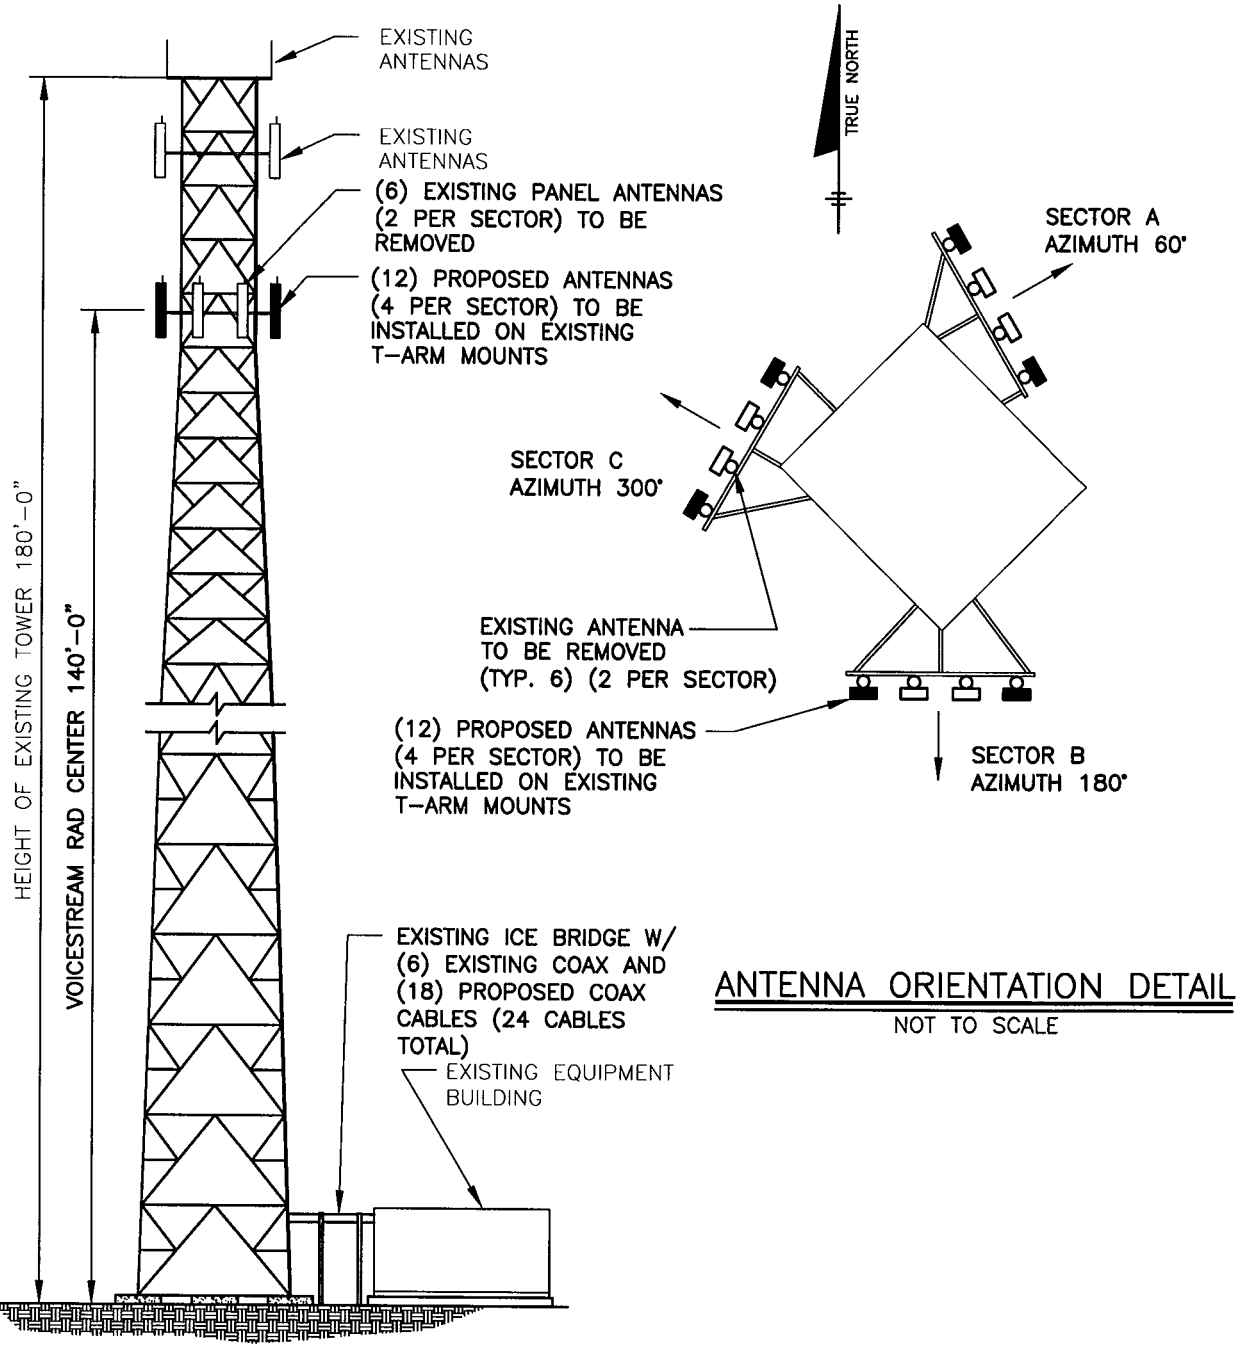 EXISTING
ANTENNAS
EXISTING
ANTENNAS
(6) EXISTING PANEL ANTENNAS
(2 PER SECTOR) TO BE
REMOVED
(12) PROPOSED ANTENNAS
(4 PER SECTOR) TO BE
INSTALLED ON EXISTING
T-ARM MOUNTS
HEIGHT OF EXISTING TOWER 180'-0"
VOICESTREAM RAD CENTER 140'-0"
TRUE NORTH
SECTOR A
AZIMUTH 60°
SECTOR C
AZIMUTH 300°
EXISTING ANTENNA
TO BE REMOVED
(TYP. 6) (2 PER SECTOR)
(12) PROPOSED ANTENNAS
(4 PER SECTOR) TO BE
INSTALLED ON EXISTING
T-ARM MOUNTS
SECTOR B
AZIMUTH 180°
EXISTING ICE BRIDGE W/
(6) EXISTING COAX AND
(18) PROPOSED COAX
CABLES (24 CABLES
TOTAL)
EXISTING EQUIPMENT
BUILDING
ANTENNA ORIENTATION DETAIL
NOT TO SCALE